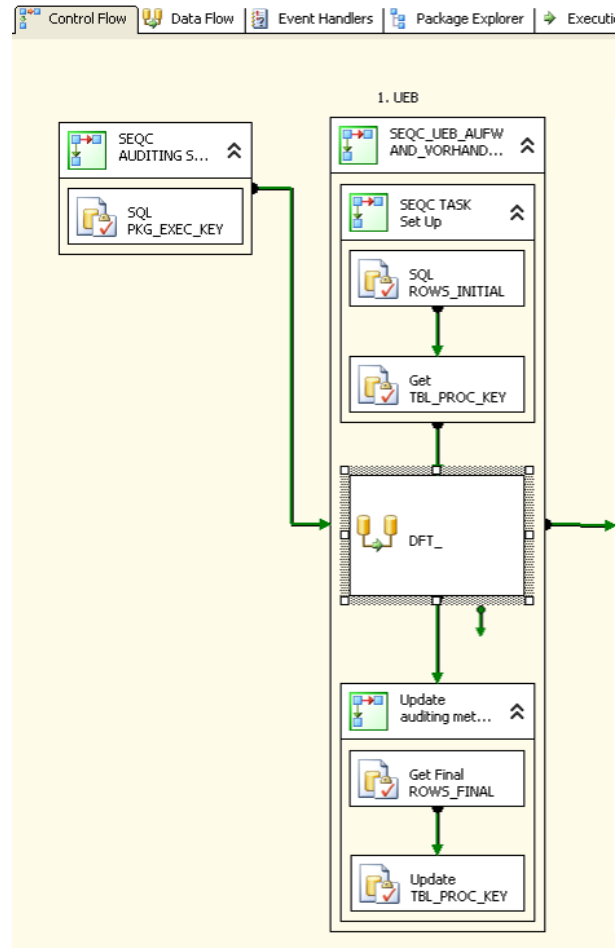 Control Flow
Data Flow
Event Handlers
Package Explorer
1. UEB
SEQC
AUDITING S...
SQL
PKG_EXEC_KEY
SEQC_UEB_AUFW
AND_VORHAND...
SEQC TASK
Set Up
SQL
ROWS_INITIAL
Get
TBL_PROC_KEY
DFT_
Update
auditing met...
Get Final
ROWS_FINAL
Update
TBL_PROC_KEY